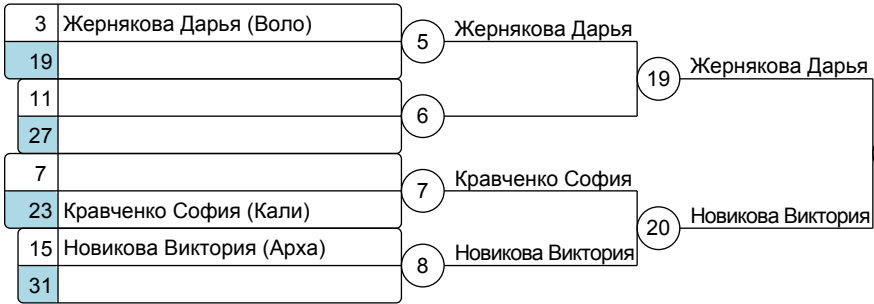 3 Жернякова Дарья (Воло)
19
5 Жернякова Дарья
11
27
6
19 Жернякова Дарья
7
23 Кравченко София (Кали)
7 Кравченко София
15 Новикова Виктория (Арха)
31
8 Новикова Виктория
20 Новикова Виктория